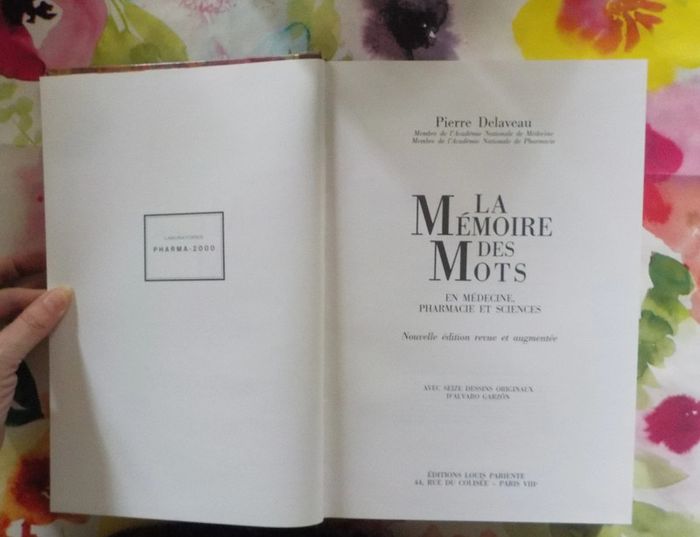 LABORATOIRES
PHARMA-2000
Pierre Delaveau
Membre de l'Académie Nationale de Médecine
Membre de l'Académie Nationale de Pharmacie
LA
MÉMOIRE
DES
MOTS
EN MÉDECINE,
PHARMACIE ET SCIENCES
Nouvelle édition revue et augmentée
AVEC SEIZE DESSINS ORIGINAUX
D'ALVARO GARZÓN
ÉDITIONS LOUIS PARIENTE
44, RUE DU COLISÉE – PARIS VIIIe